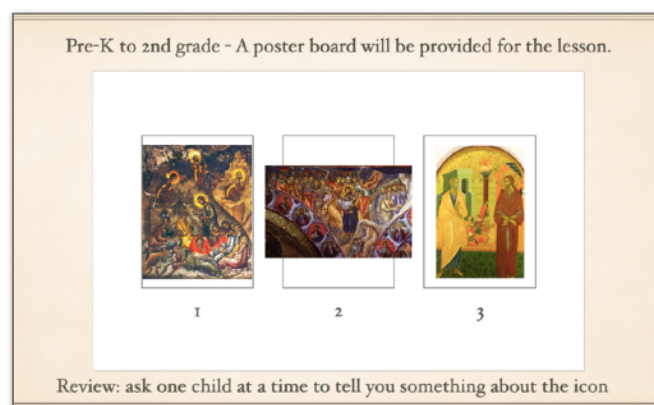 Pre-K to 2nd grade - A poster board will be provided for the lesson.
1 2 3
Review: ask one child at a time to tell you something about the icon